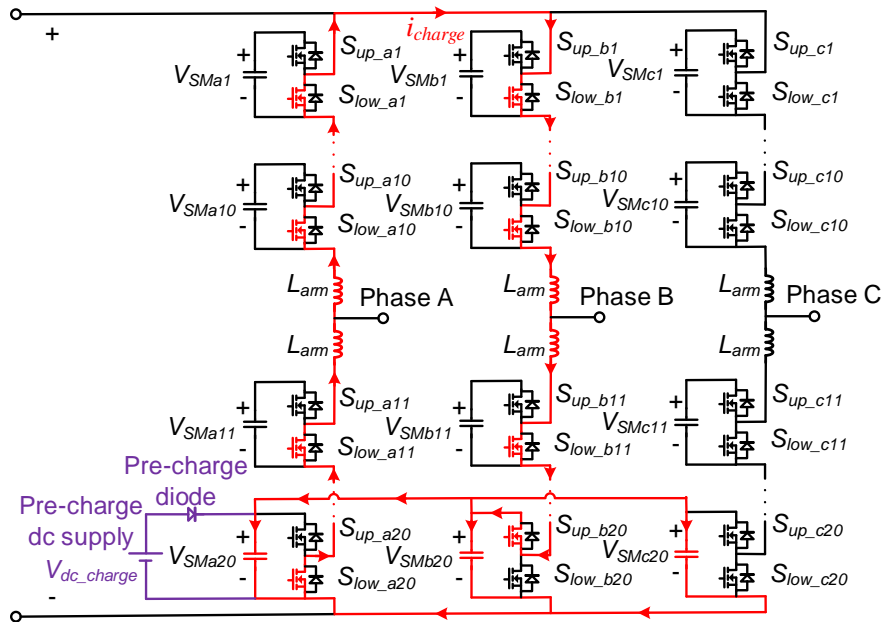 +
i_charge
+ S_up_a1 + S_up_b1 + S_up_c1
V_SMa1 V_SMb1 V_SMc1
- S_low_a1 - S_low_b1 - S_low_c1
+ S_up_a10 + S_up_b10 + S_up_c10
V_SMa10 V_SMb10 V_SMc10
- S_low_a10 - S_low_b10 - S_low_c10
L_arm L_arm L_arm
Phase A Phase B Phase C
L_arm L_arm L_arm
+ S_up_a11 + S_up_b11 + S_up_c11
V_SMa11 V_SMb11 V_SMc11
- S_low_a11 - S_low_b11 - S_low_c11
Pre-charge
diode
Pre-charge
dc supply
V_dc_charge
+ S_up_a20 + S_up_b20 + S_up_c20
V_SMa20 V_SMb20 V_SMc20
- S_low_a20 - S_low_b20 - S_low_c20
-